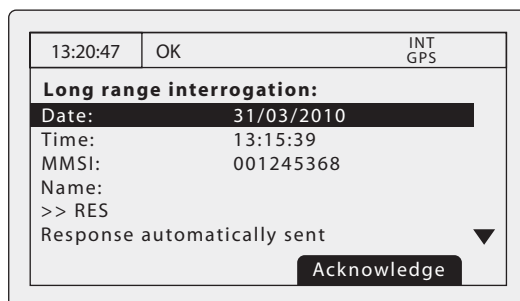 13:20:47 OK INT
GPS
Long range interrogation:
Date: 31/03/2010
Time: 13:15:39
MMSI: 001245368
Name:
>> RES
Response automatically sent
Acknowledge